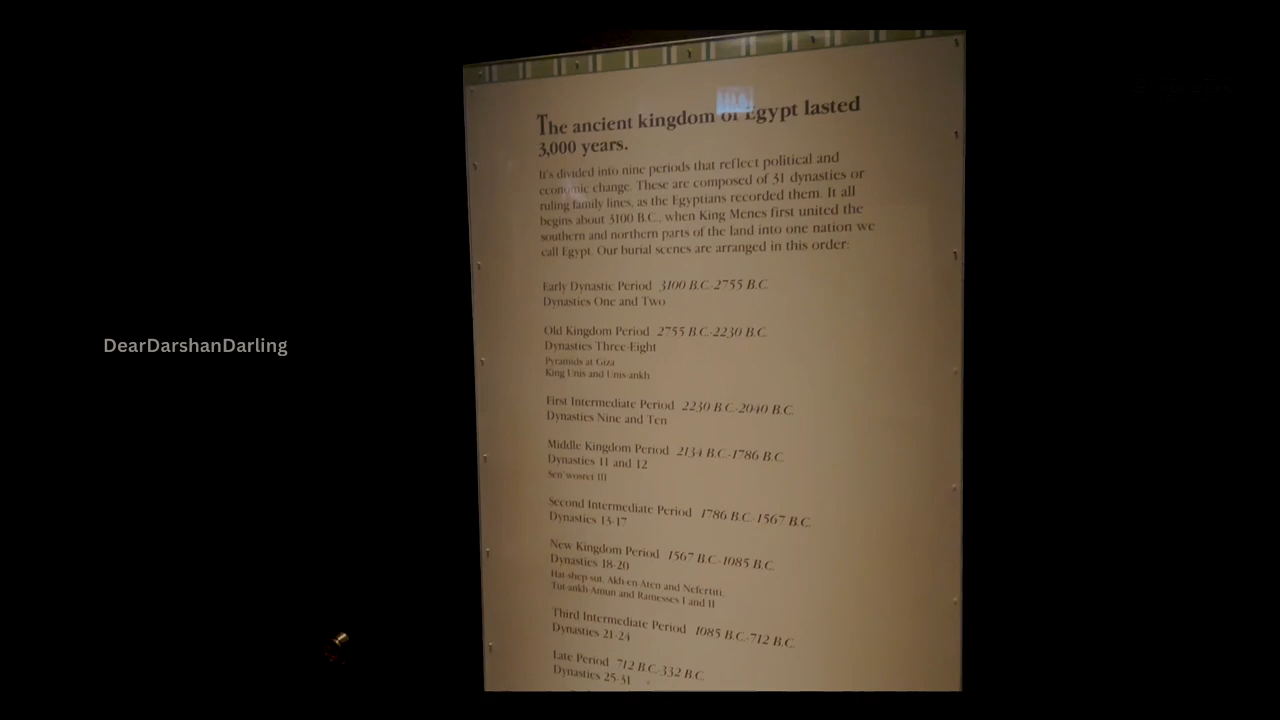 The ancient kingdom of Egypt lasted
3,000 years.
It's divided into nine periods that reflect political and
economic change. These are composed of 31 dynasties or
ruling family lines, as the Egyptians recorded them. It all
begins about 3100 B.C., when King Menes first united the
southern and northern parts of the land into one nation we
call Egypt. Our burial scenes are arranged in this order:
Early Dynastic Period 3100 B.C.-2755 B.C.
Dynasties One and Two
Old Kingdom Period 2755 B.C.-2230 B.C.
Dynasties Three-Eight
Pyramids at Giza
King Unis and Unis-ankh
First Intermediate Period 2230 B.C.-2040 B.C.
Dynasties Nine and Ten
Middle Kingdom Period 2134 B.C.-1786 B.C.
Dynasties 11 and 12
Sen-wosret III
Second Intermediate Period 1786 B.C.-1567 B.C.
Dynasties 13-17
New Kingdom Period 1567 B.C.-1085 B.C.
Dynasties 18-20
Hat-shep-sut, Akh-en-Aten and Nefertiti,
Tut-ankh-Amun and Ramesses I and II
Third Intermediate Period 1085 B.C.-712 B.C.
Dynasties 21-24
Late Period 712 B.C.-332 B.C.
Dynasties 25-31
DearDarshanDarling